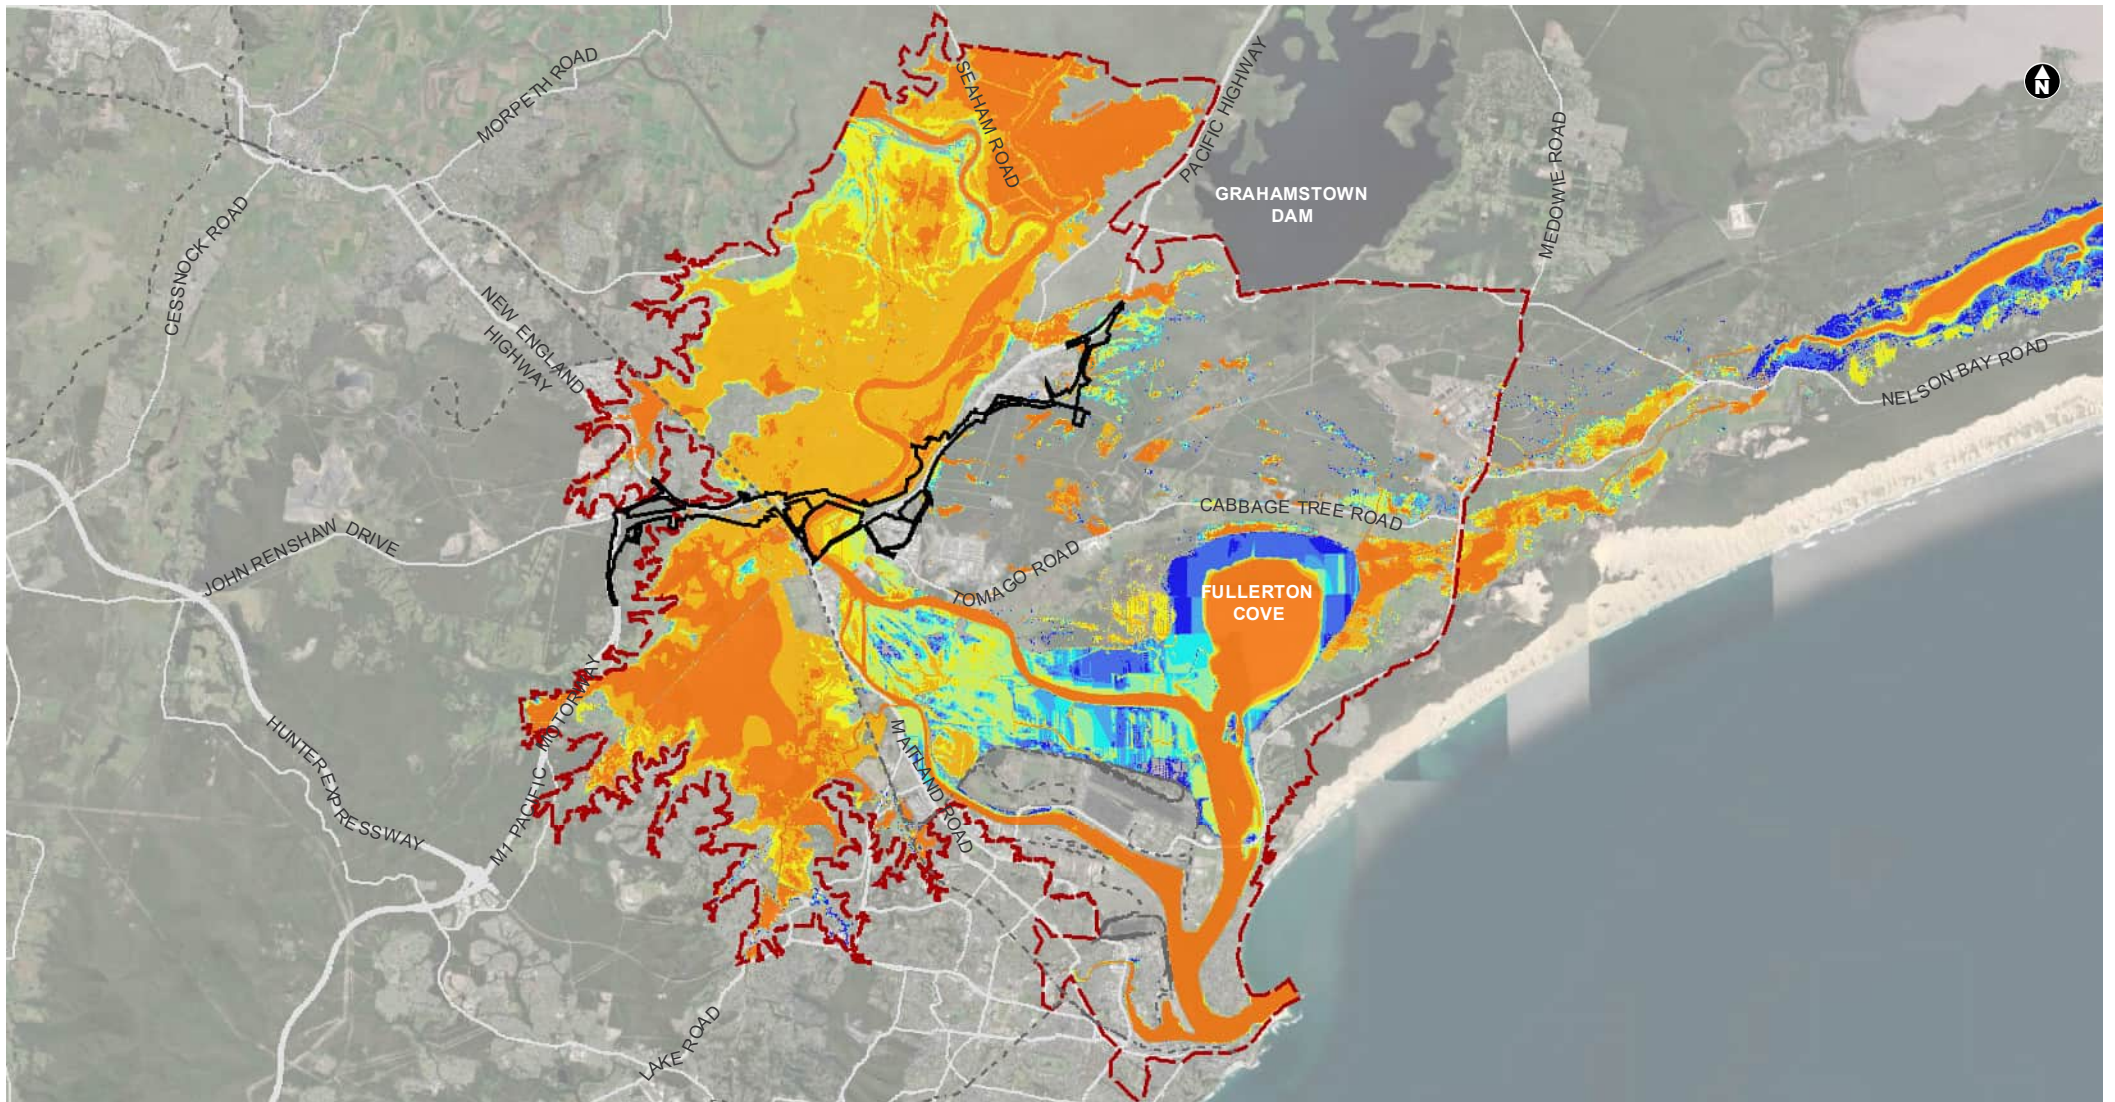 SEAHAM ROAD
PACIFIC HIGHWAY
MORPETH ROAD
N
MEDOWIE ROAD
GRAHAMSTOWN
DAM
CESSNOCK ROAD
NEW ENGLAND
HIGHWAY
NELSON BAY ROAD
CABBAGE TREE ROAD
JOHN RENSHAW DRIVE
TOMAGO ROAD
FULLERTON
COVE
M1 PACIFIC MOTORWAY
HUNTER EXPRESSWAY
MAITLAND ROAD
LAKE ROAD